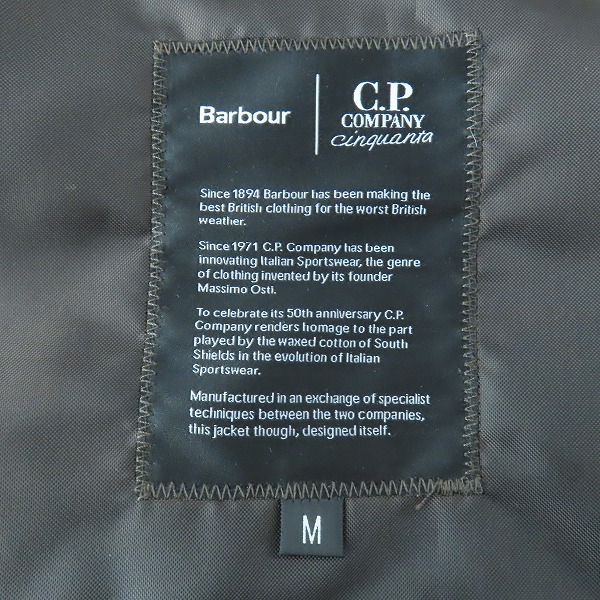 Barbour
C.P.
COMPANY
cinquanta
Since 1894 Barbour has been making the
best British clothing for the worst British
weather.
Since 1971 C.P. Company has been
innovating Italian Sportswear, the genre
of clothing invented by its founder
Massimo Osti.
To celebrate its 50th anniversary C.P.
Company renders homage to the part
played by the waxed cotton of South
Shields in the evolution of Italian
Sportswear.
Manufactured in an exchange of specialist
techniques between the two companies,
this jacket though, designed itself.
M